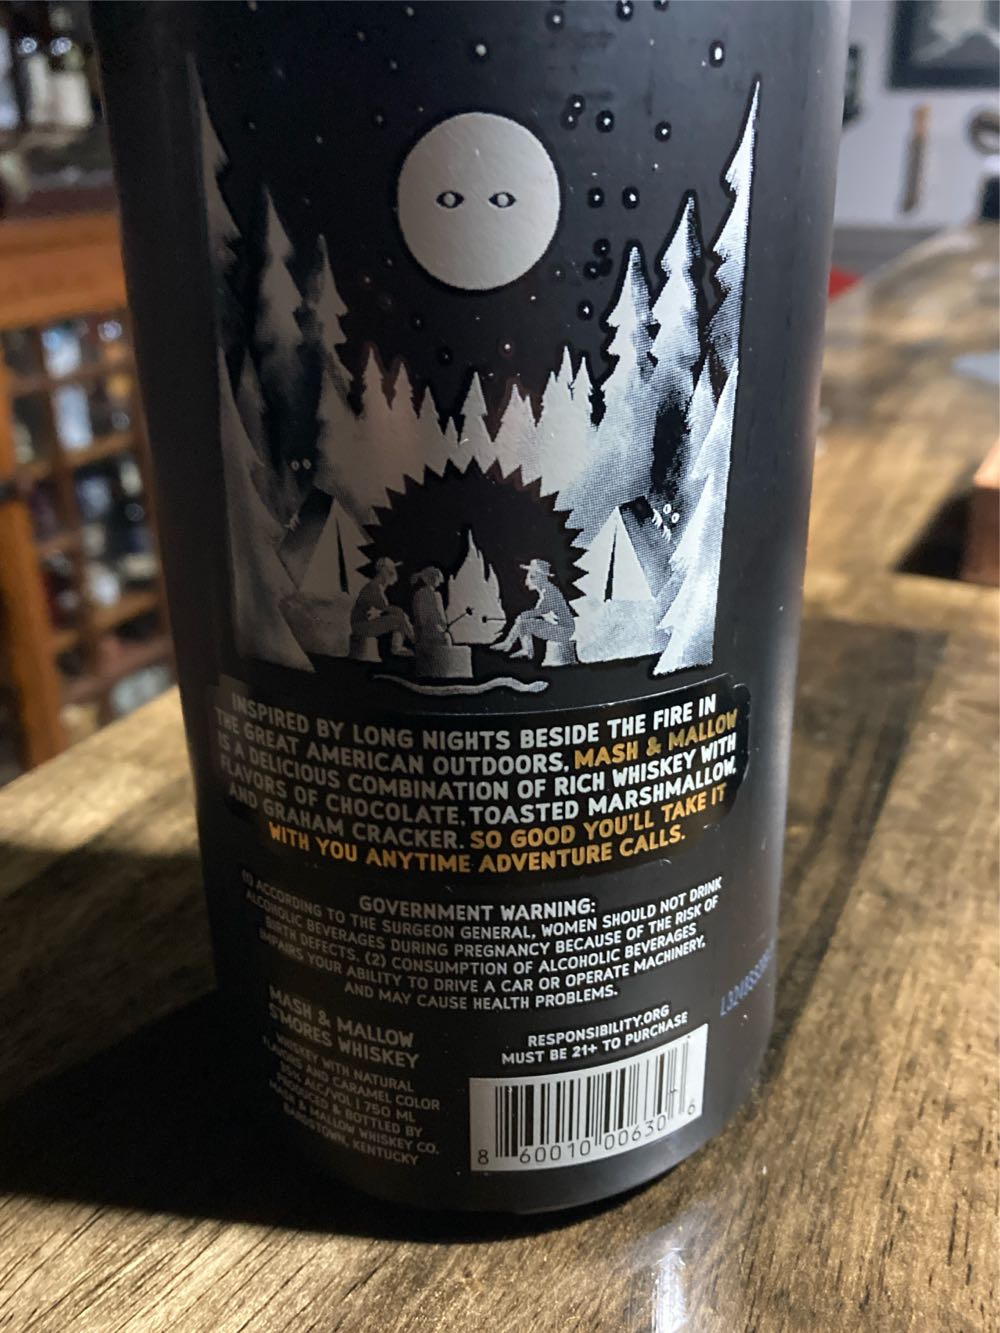 INSPIRED BY LONG NIGHTS BESIDE THE FIRE IN
THE GREAT AMERICAN OUTDOORS, MASH & MALLOW
IS A DELICIOUS COMBINATION OF RICH WHISKEY WITH
FLAVORS OF CHOCOLATE, TOASTED MARSHMALLOW,
AND GRAHAM CRACKER. SO GOOD YOU'LL TAKE IT
WITH YOU ANYTIME ADVENTURE CALLS.
GOVERNMENT WARNING:
(1) ACCORDING TO THE SURGEON GENERAL, WOMEN SHOULD NOT DRINK
ALCOHOLIC BEVERAGES DURING PREGNANCY BECAUSE OF THE RISK OF
BIRTH DEFECTS. (2) CONSUMPTION OF ALCOHOLIC BEVERAGES
IMPAIRS YOUR ABILITY TO DRIVE A CAR OR OPERATE MACHINERY,
AND MAY CAUSE HEALTH PROBLEMS.
MASH & MALLOW
S'MORES WHISKEY
WHISKEY WITH NATURAL
FLAVORS AND CARAMEL COLOR
35% ALC/VOL | 750 ML
PRODUCED & BOTTLED BY
MASH & MALLOW WHISKEY CO.
BARDSTOWN, KENTUCKY
RESPONSIBILITY.ORG
MUST BE 21+ TO PURCHASE
8 60010 00630 6